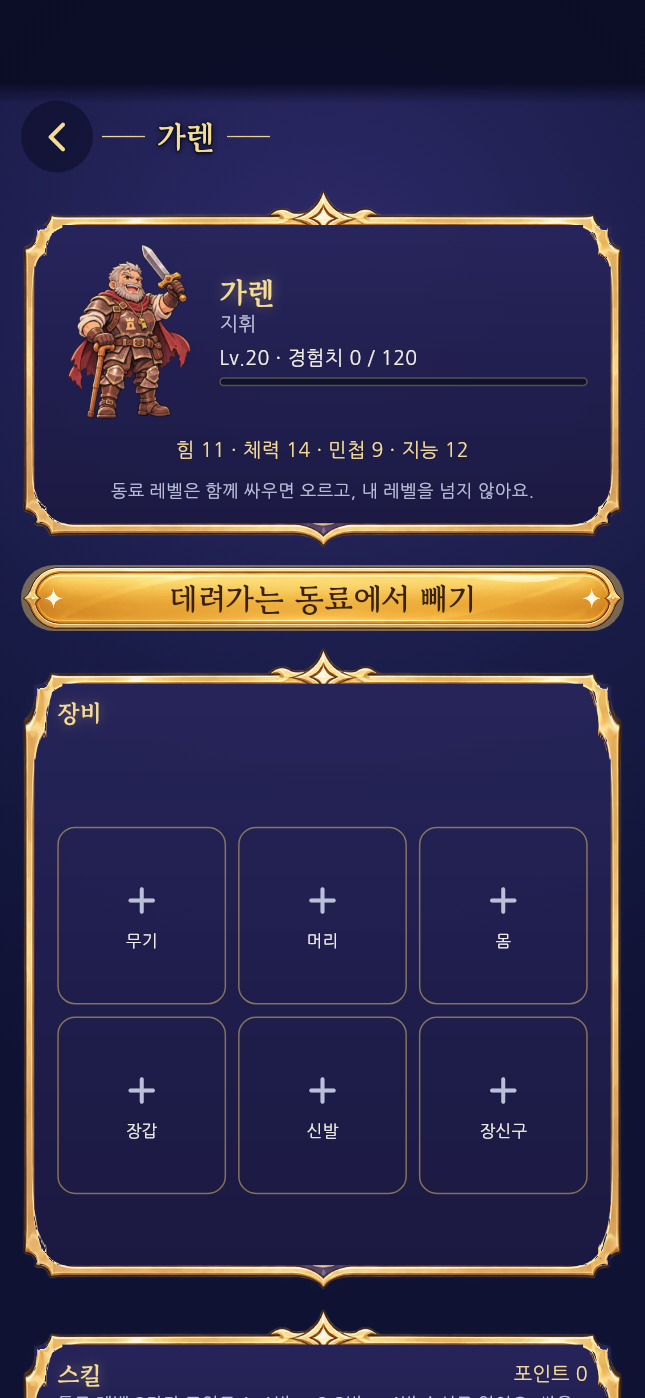 가렌
가렌
지휘
Lv.20 · 경험치 0 / 120
힘 11 · 체력 14 · 민첩 9 · 지능 12
동료 레벨은 함께 싸우면 오르고, 내 레벨을 넘지 않아요.
데려가는 동료에서 빼기
장비
무기 머리 몸
장갑 신발 장신구
스킬 포인트 0